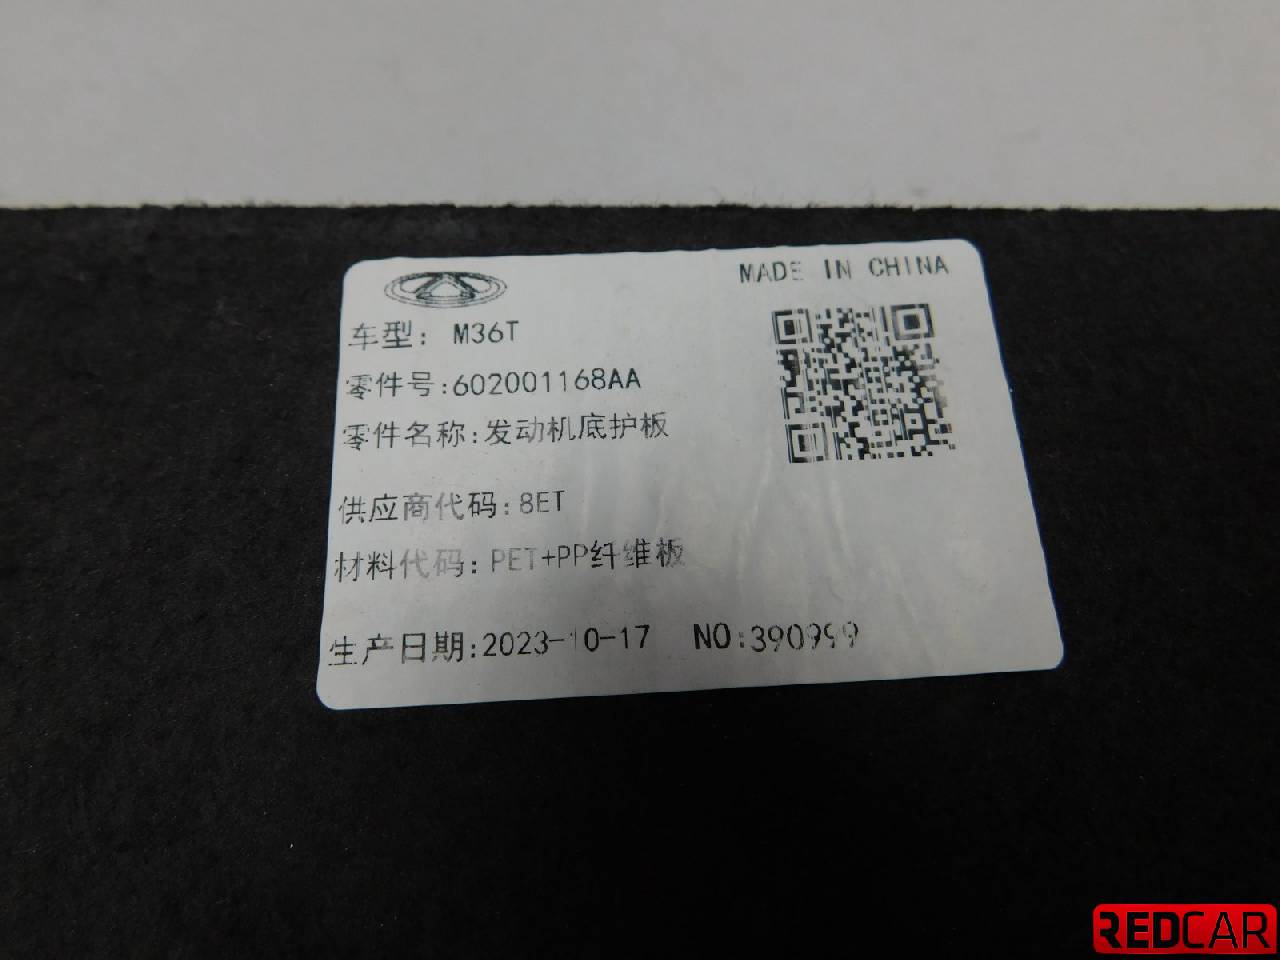 MADE IN CHINA
车型: M36T
零件号:602001168AA
零件名称:发动机底护板
供应商代码:8ET
材料代码: PET+PP纤维板
生产日期:2023-10-17 NO:390999
REDCAR